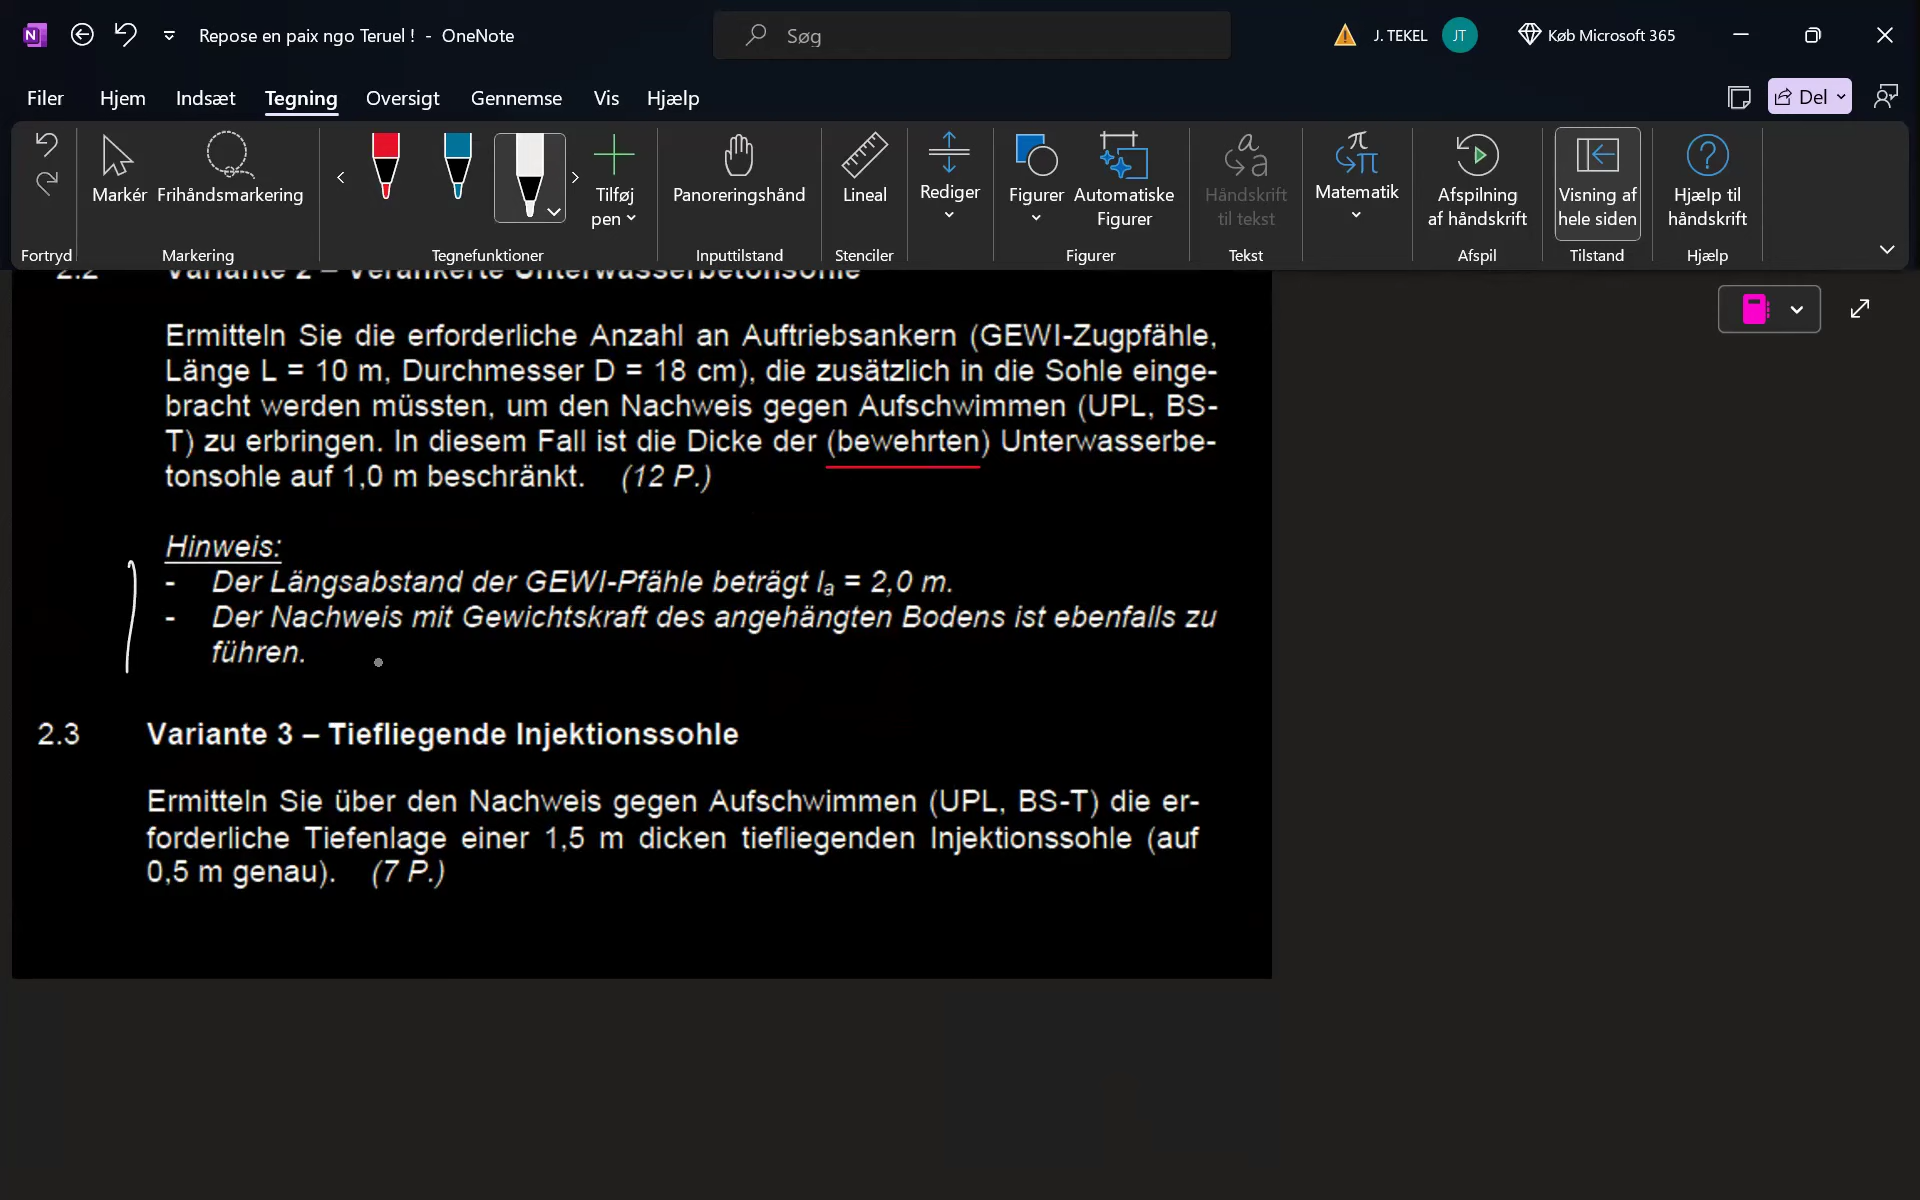 Repose en paix ngo Teruel ! - OneNote
Søg
J. TEKEL
JT
Køb Microsoft 365
Filer
Hjem
Indsæt
Tegning
Oversigt
Gennemse
Vis
Hjælp
Del
Markér
Frihåndsmarkering
Tilføj
pen
Panoreringshånd
Lineal
Rediger
Figurer
Automatiske
Figurer
Håndskrift
til tekst
Matematik
Afspilning
af håndskrift
Visning af
hele siden
Hjælp til
håndskrift
Fortryd
Markering
Tegnefunktioner
Inputtilstand
Stenciler
Figurer
Tekst
Afspil
Tilstand
Hjælp
2.2 Variante 2 – Verankerte Unterwasserbetonsohle
Ermitteln Sie die erforderliche Anzahl an Auftriebsankern (GEWI-Zugpfähle,
Länge L = 10 m, Durchmesser D = 18 cm), die zusätzlich in die Sohle einge-
bracht werden müssten, um den Nachweis gegen Aufschwimmen (UPL, BS-
T) zu erbringen. In diesem Fall ist die Dicke der (bewehrten) Unterwasserbe-
tonsohle auf 1,0 m beschränkt. (12 P.)
Hinweis:
- Der Längsabstand der GEWI-Pfähle beträgt la = 2,0 m.
- Der Nachweis mit Gewichtskraft des angehängten Bodens ist ebenfalls zu
führen.
2.3 Variante 3 – Tiefliegende Injektionssohle
Ermitteln Sie über den Nachweis gegen Aufschwimmen (UPL, BS-T) die er-
forderliche Tiefenlage einer 1,5 m dicken tiefliegenden Injektionssohle (auf
0,5 m genau). (7 P.)